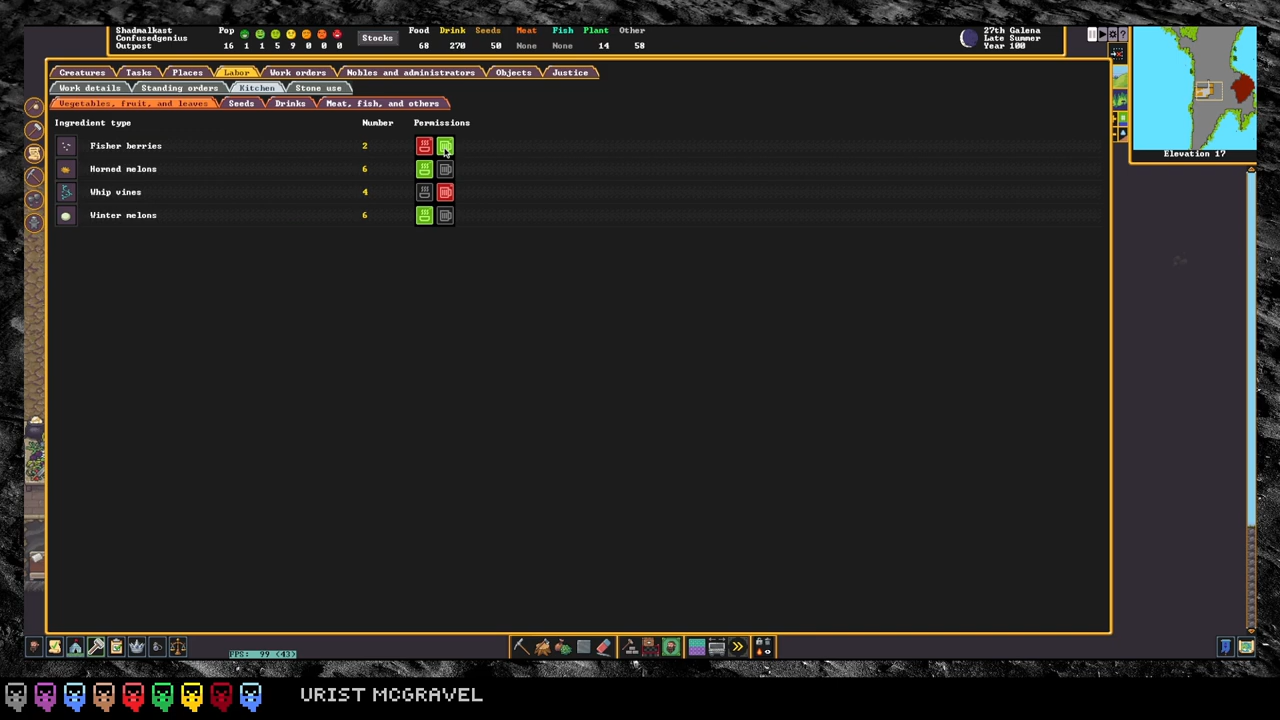 Shadmalkast
Confusedgenius
Outpost
Pop
16 1 1 5 9 0 0 0
Stocks
Food Drink Seeds Meat Fish Plant Other
68 270 50 None None 14 58
27th Galena
Late Summer
Year 100
Elevation 17
Creatures Tasks Places Labor Work orders Nobles and administrators Objects Justice
Work details Standing orders Kitchen Stone use
Vegetables, fruit, and leaves Seeds Drinks Meat, fish, and others
Ingredient type Number Permissions
Fisher berries 2
Horned melons 6
Whip vines 4
Winter melons 6
FPS: 99 (43)
URIST MCGRAVEL